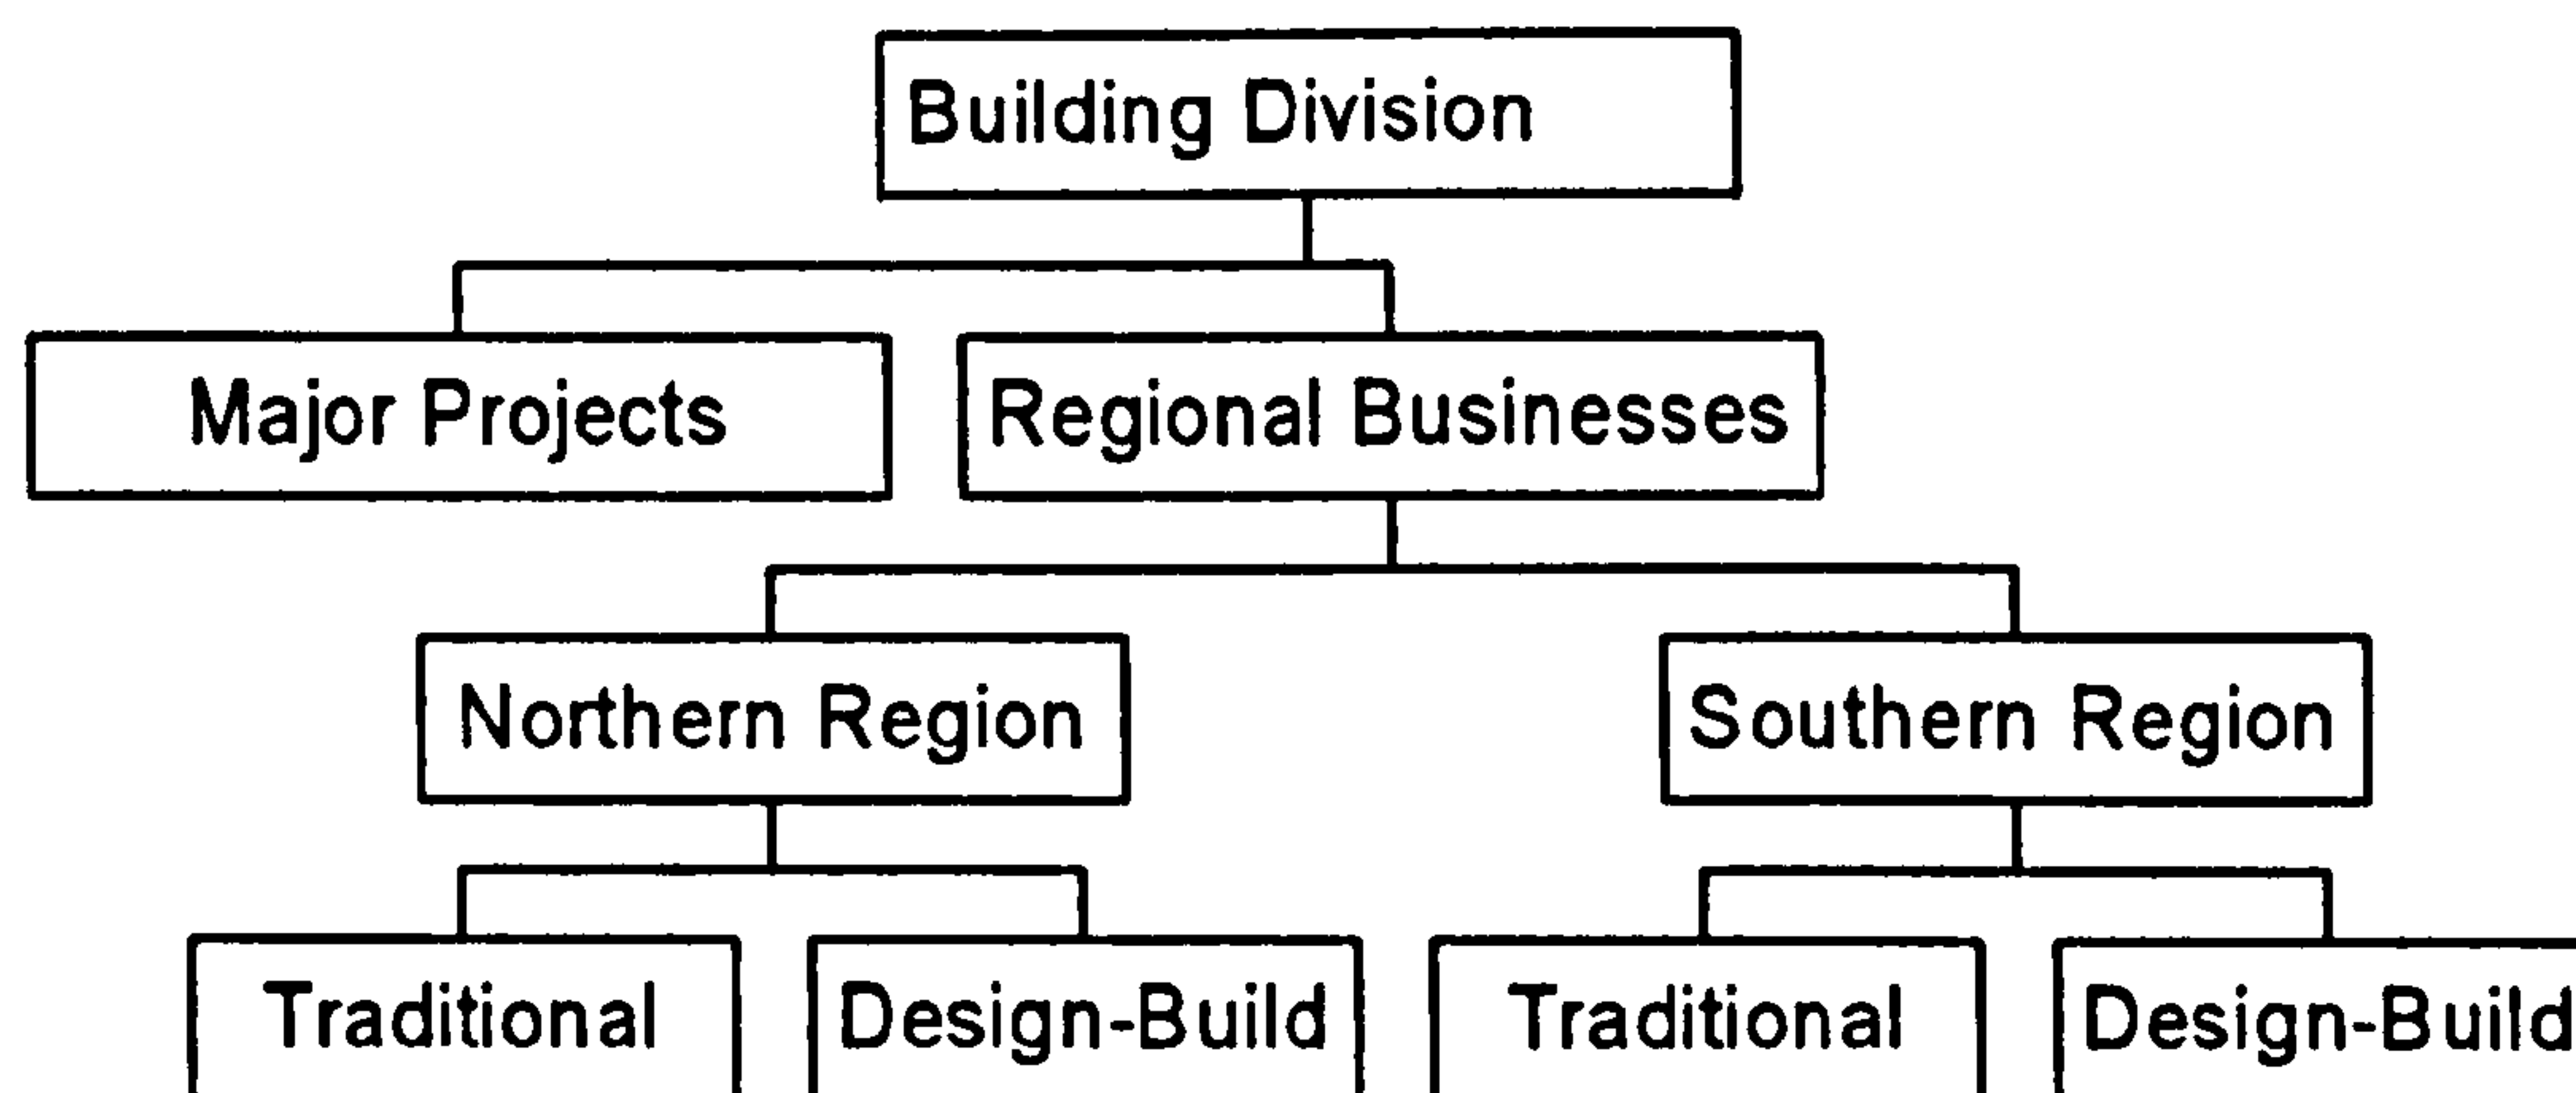 Building Division
Major Projects
Regional Businesses
Northern Region
Southern Region
Traditional
Design-Build
Traditional
Design-Build